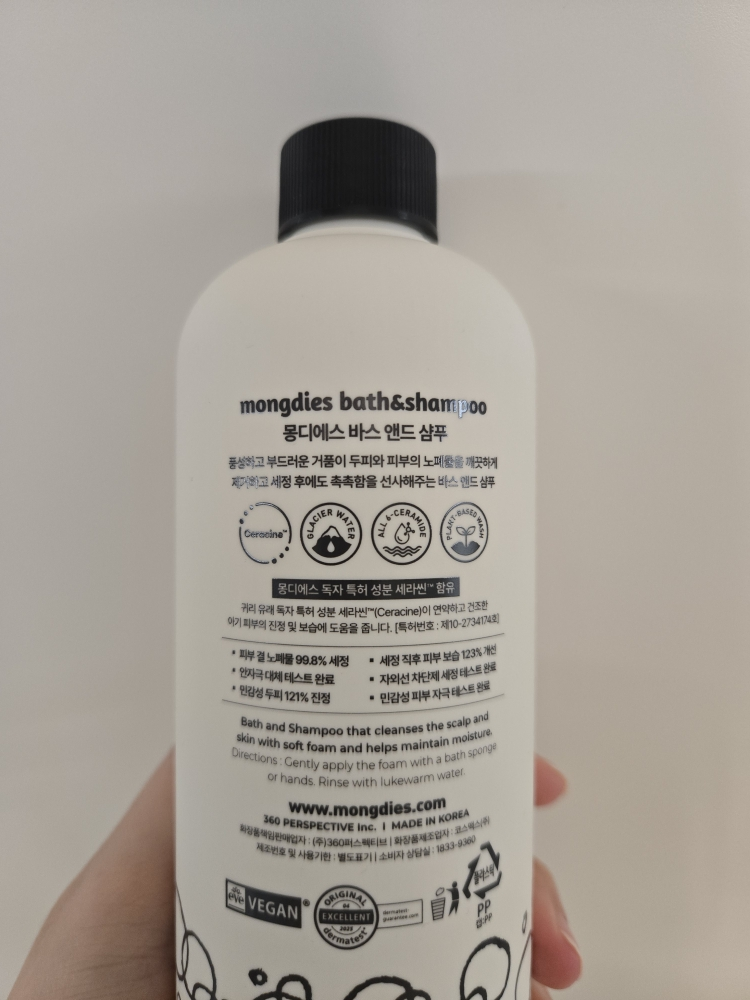 mongdies bath&shampoo
몽디에스 바스 앤드 샴푸
풍성하고 부드러운 거품이 두피와 피부의 노폐물을 깨끗하게
제거하고 세정 후에도 촉촉함을 선사해주는 바스 앤드 샴푸
Ceracine™
GLACIER WATER
ALL 6-CERAMIDE
PLANT-BASED WASH
몽디에스 독자 특허 성분 세라씬™ 함유
귀리 유래 독자 특허 성분 세라씬™(Ceracine)이 연약하고 건조한
아기 피부의 진정 및 보습에 도움을 줍니다. [특허번호 : 제10-2734174호]
* 피부 결 노폐물 99.8% 세정
* 안자극 대체 테스트 완료
* 민감성 두피 121% 진정
▪ 세정 직후 피부 보습 123% 개선
▪ 자외선 차단제 세정 테스트 완료
▪ 민감성 피부 자극 테스트 완료
Bath and Shampoo that cleanses the scalp and
skin with soft foam and helps maintain moisture.
Directions : Gently apply the foam with a bath sponge
or hands. Rinse with lukewarm water.
www.mongdies.com
360 PERSPECTIVE Inc. I MADE IN KOREA
화장품책임판매업자 : (주)360퍼스펙티브 | 화장품제조업자 : 코스맥스(주)
제조번호 및 사용기한 : 별도표기 | 소비자 상담실 : 1833-9360
eve VEGAN®
ORIGINAL
EXCELLENT
2023
dermatest®
dermatest-
guarantee.com
플라스틱
PP
캡:PP